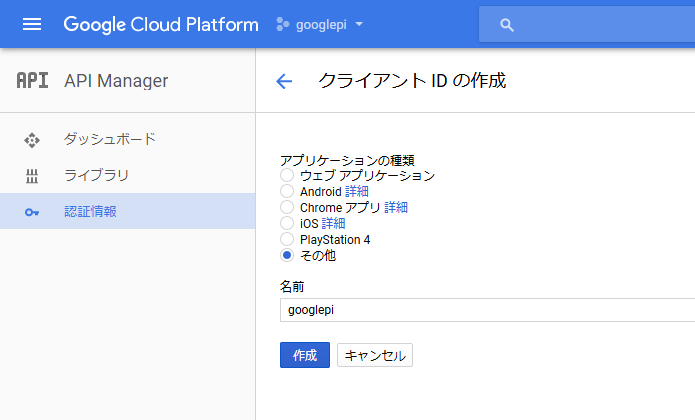 Google Cloud Platform
googlepi
API API Manager
クライアント ID の作成
ダッシュボード
ライブラリ
認証情報
アプリケーションの種類
ウェブ アプリケーション
Android 詳細
Chrome アプリ 詳細
iOS 詳細
PlayStation 4
その他
名前
googlepi
作成
キャンセル